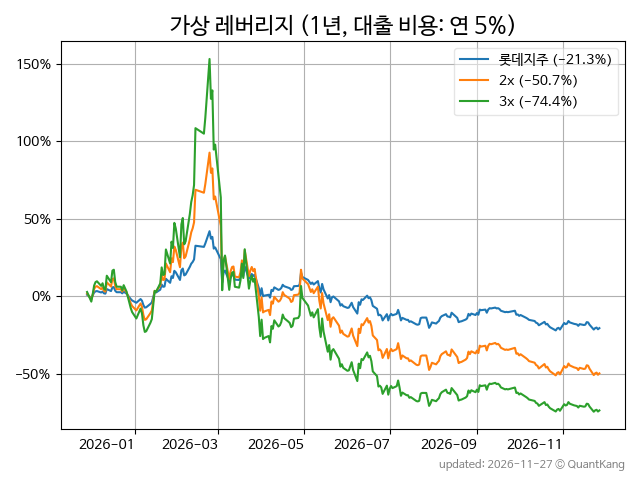 가상 레버리지 (1년, 대출 비용: 연 5%)
롯데지주 (-21.3%)
2x (-50.7%)
3x (-74.4%)
150%
100%
50%
0%
-50%
2026-01
2026-03
2026-05
2026-07
2026-09
2026-11
updated: 2026-11-27 © QuantKang